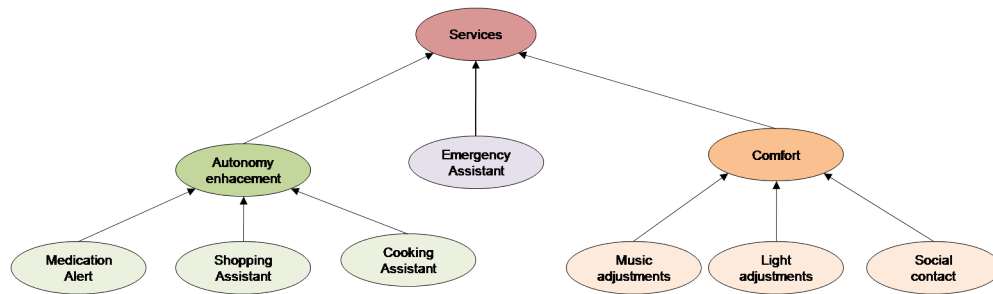 Services
Autonomy
enhacement
Emergency
Assistant
Comfort
Medication
Alert
Shopping
Assistant
Cooking
Assistant
Music
adjustments
Light
adjustments
Social
contact